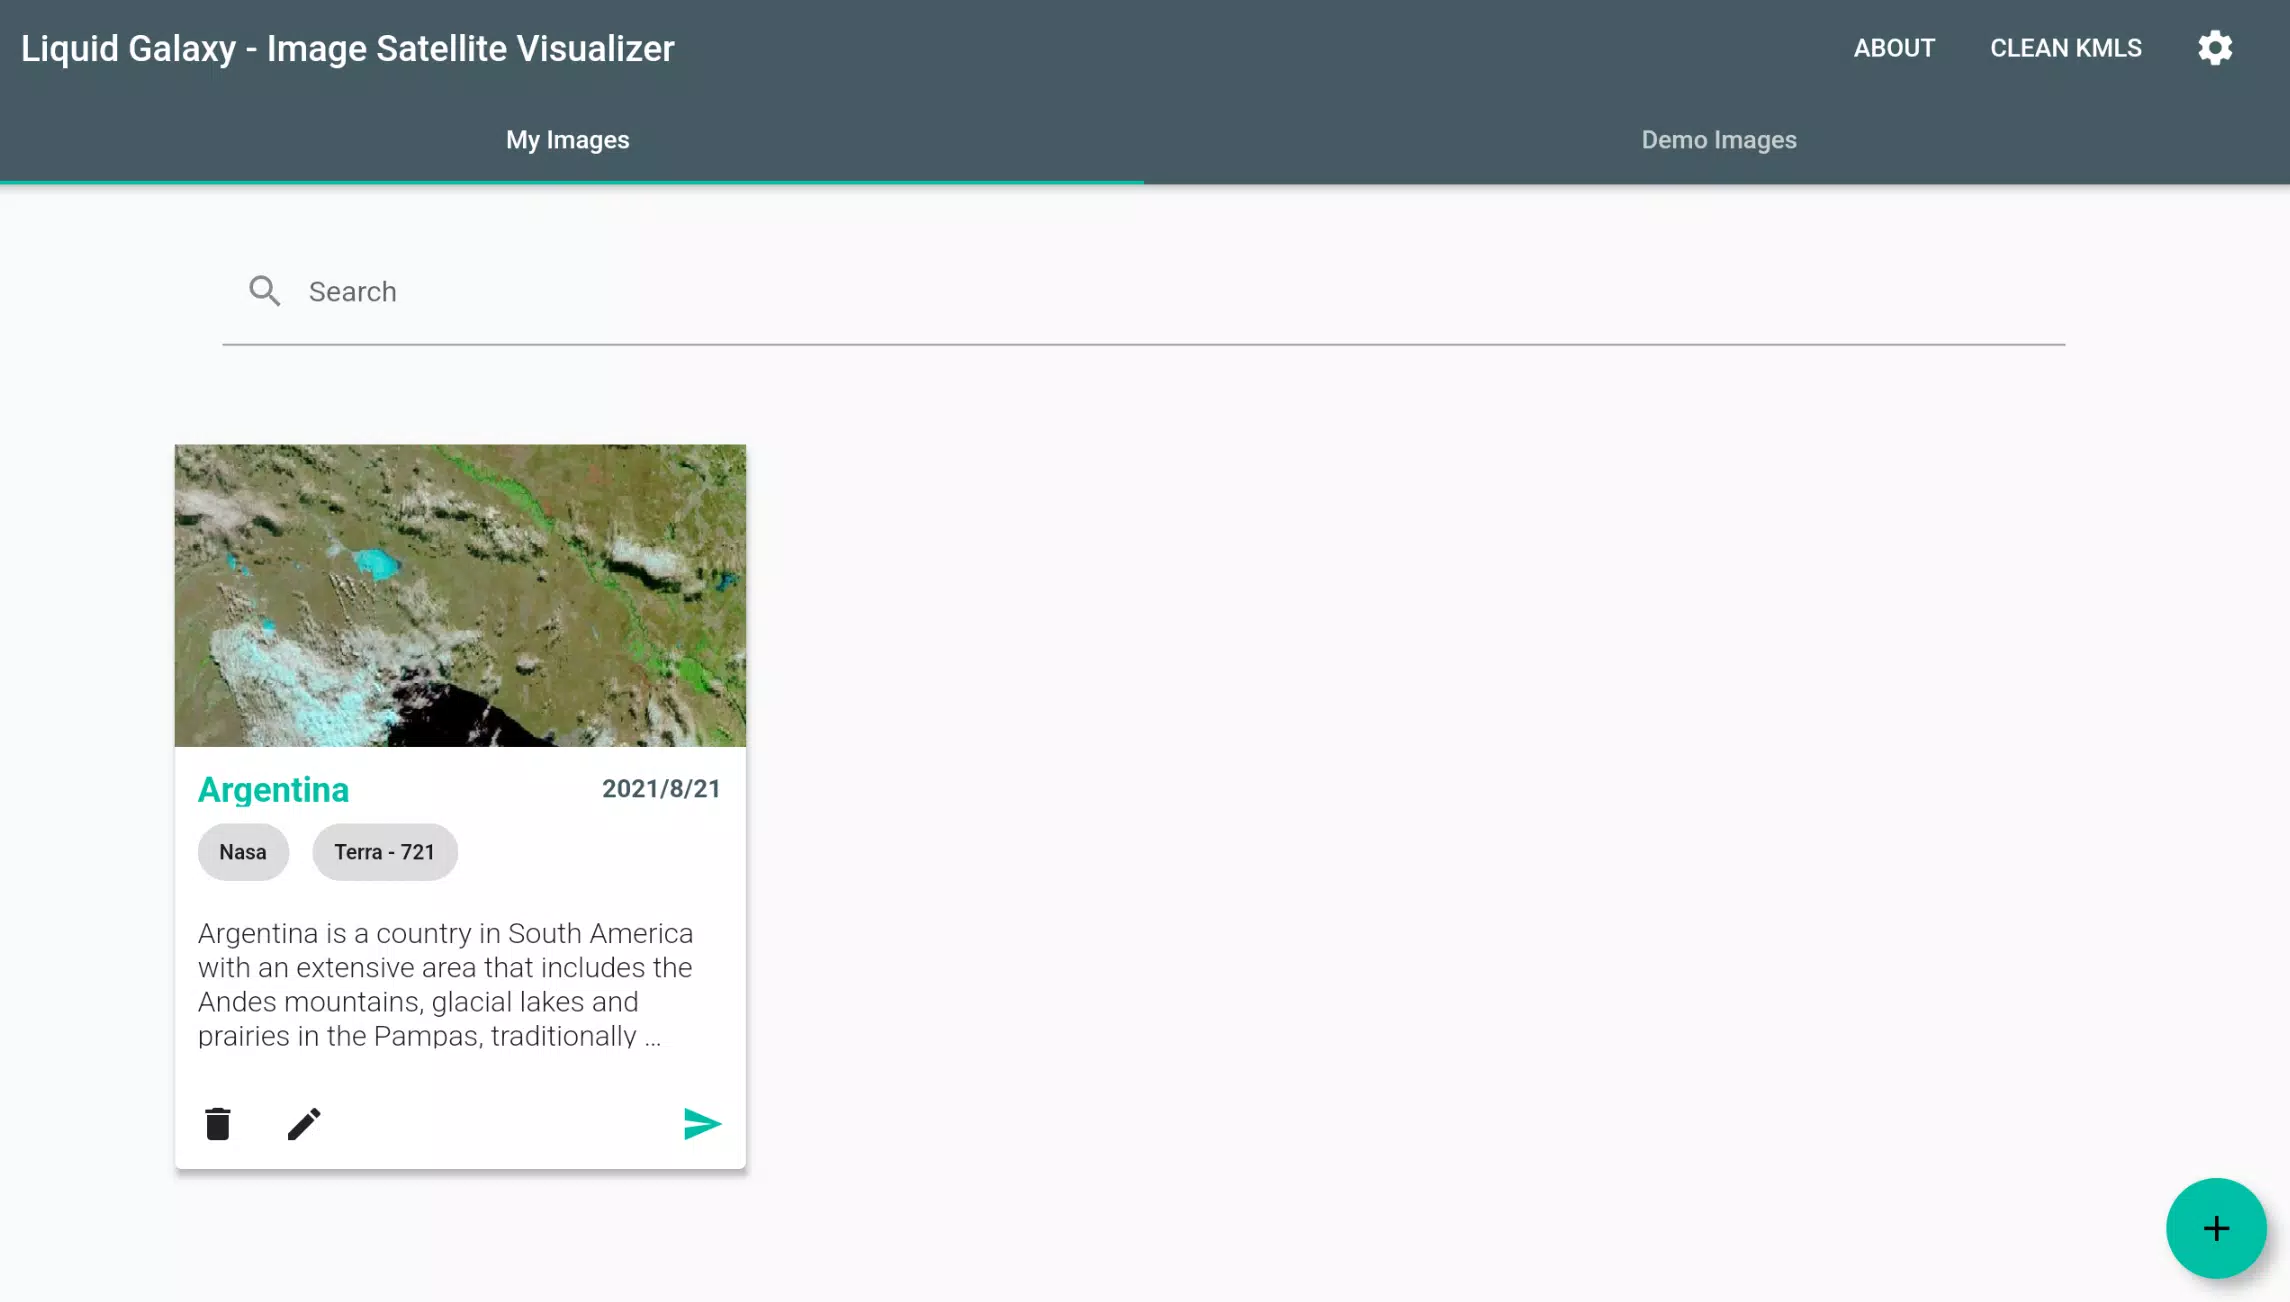 Liquid Galaxy - Image Satellite Visualizer
ABOUT
CLEAN KMLS
My Images
Demo Images
Search
Argentina
2021/8/21
Nasa
Terra - 721
Argentina is a country in South America
with an extensive area that includes the
Andes mountains, glacial lakes and
prairies in the Pampas, traditionally ...